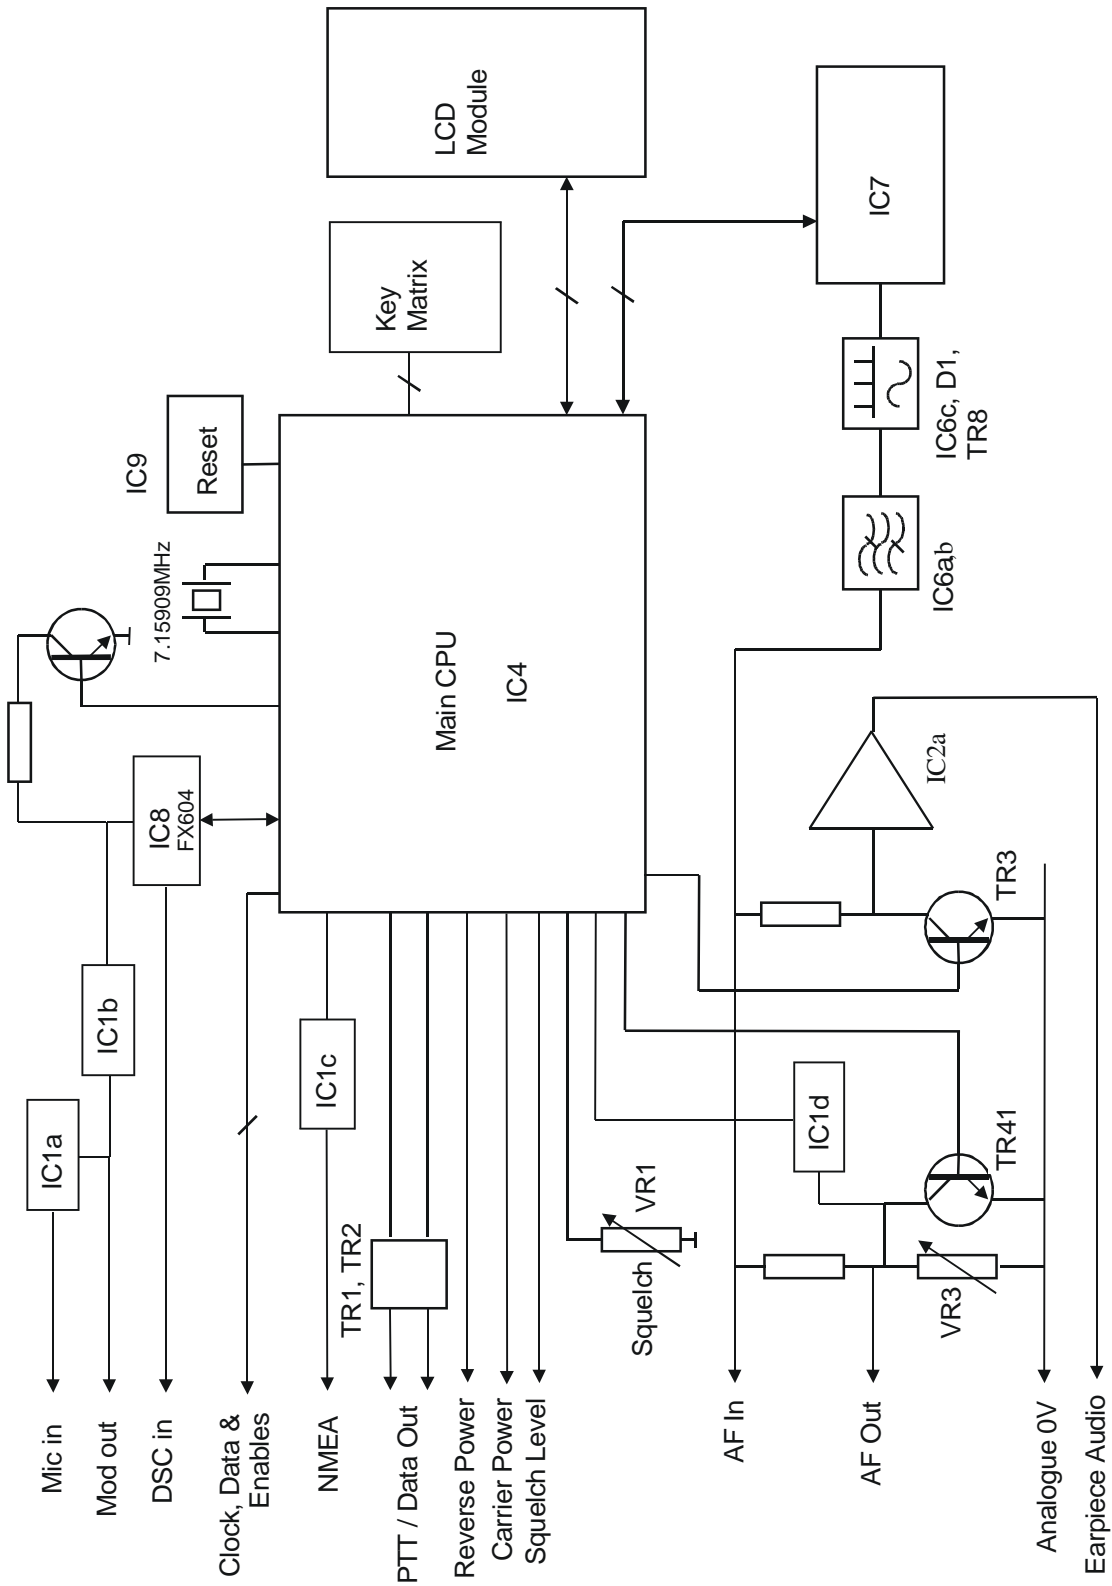 Mic in
Mod out
DSC in
Clock, Data &
Enables
NMEA
PTT / Data Out
Reverse Power
Carrier Power
Squelch Level
AF In
AF Out
Analogue 0V
Earpiece Audio
IC1a
IC1b
IC8
FX604
7.15909MHz
IC9
Reset
IC1c
TR1, TR2
Main CPU
IC4
Key
Matrix
LCD
Module
Squelch
VR1
IC1d
VR3
TR41
TR3
IC2a
IC6a,b
IC6c, D1,
TR8
IC7